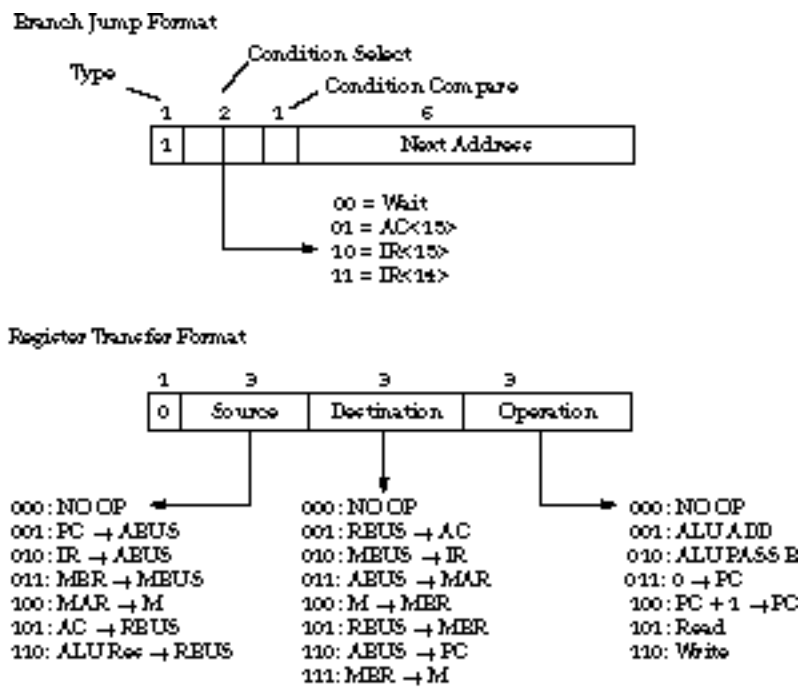 Branch Jump Format
Condition Select
Type
Condition Compare
1 2 1 6
1 Next Address
00 = Wait
01 = AC<15>
10 = IR<15>
11 = IR<14>
Register Transfer Format
1 3 3 3
0 Source Destination Operation
000: NO OP
001: PC → ABUS
010: IR → ABUS
011: MBR → MBUS
100: MAR → M
101: AC → RBUS
110: ALU Res → RBUS
000: NO OP
001: RBUS → AC
010: MBUS → IR
011: ABUS → MAR
100: M → MBR
101: RBUS → MBR
110: ABUS → PC
111: MBR → M
000: NO OP
001: ALU ADD
010: ALU PASS B
011: 0 → PC
100: PC + 1 → PC
101: Read
110: Write